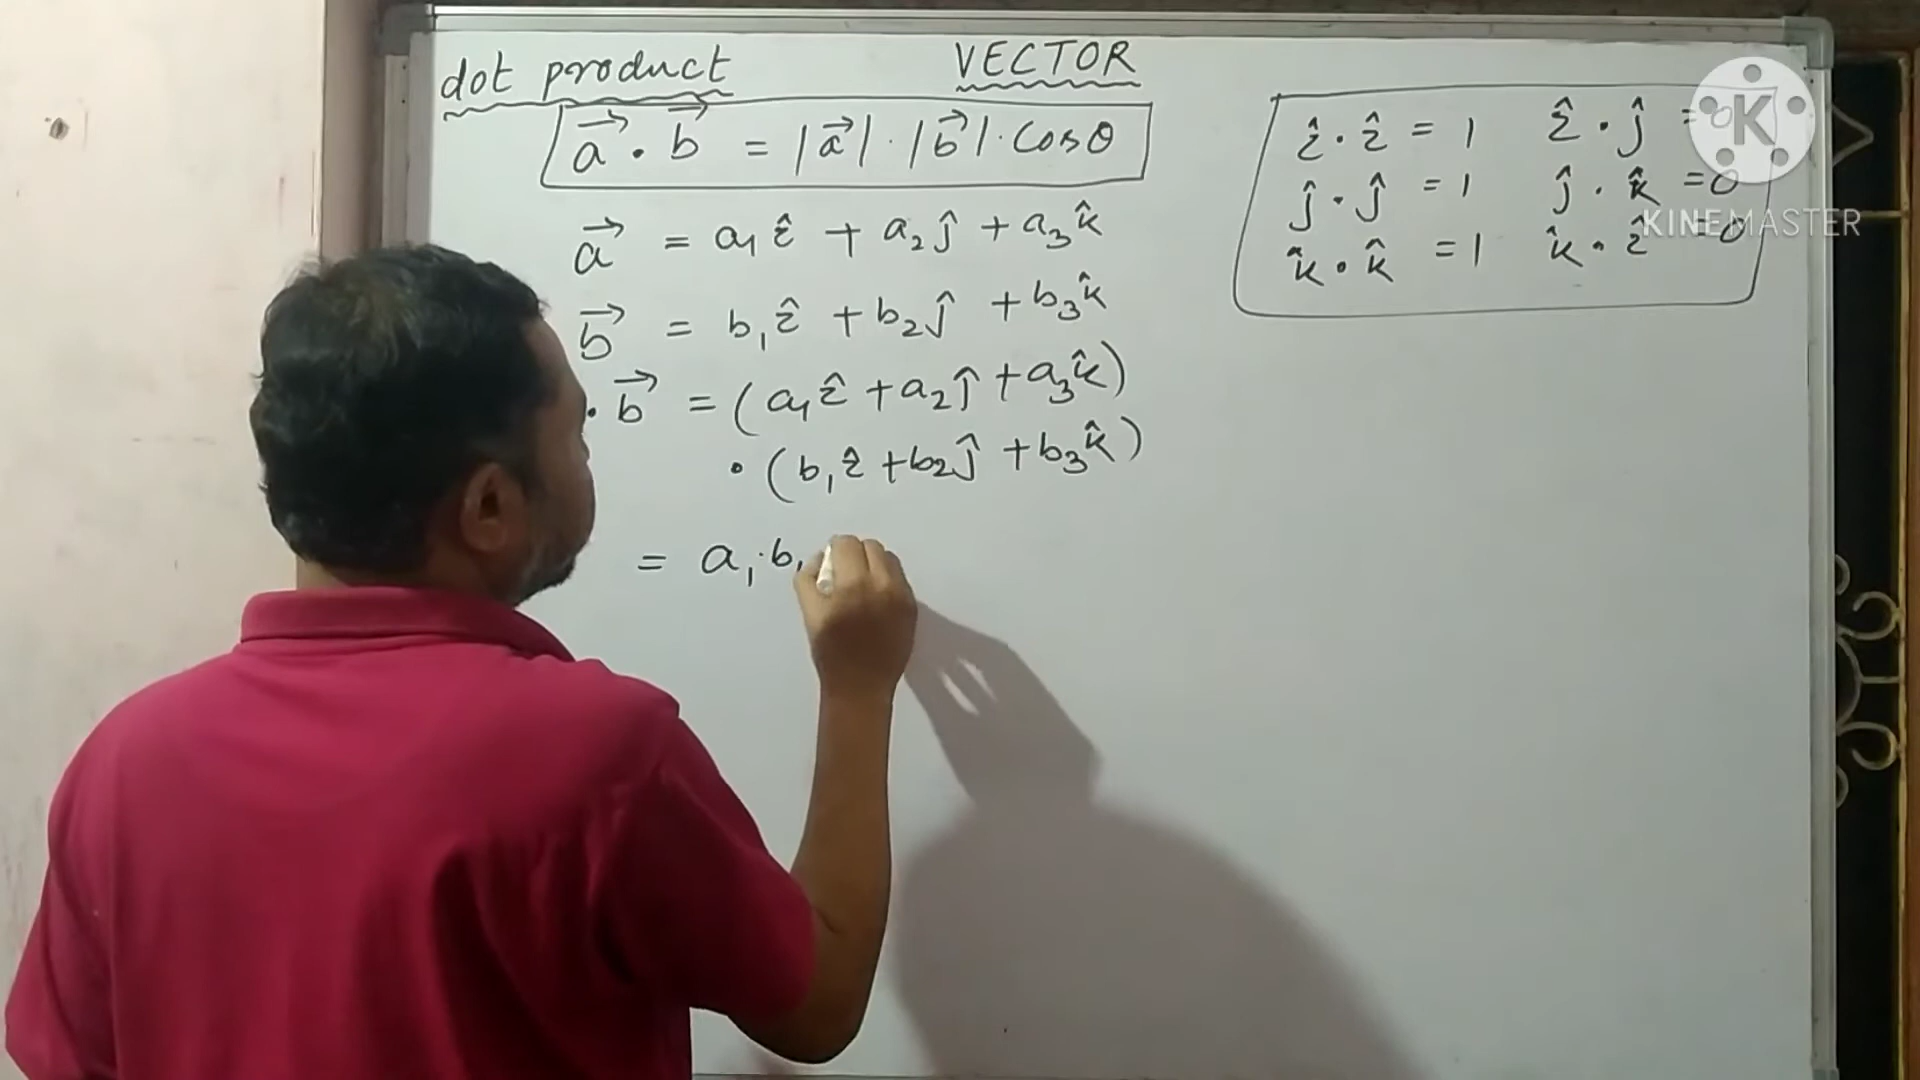 dot product VECTOR
a⃗ · b⃗ = |a⃗| · |b⃗| · Cosθ
a⃗ = a₁î + a₂ĵ + a₃k̂
b⃗ = b₁î + b₂ĵ + b₃k̂
· b⃗ = (a₁î + a₂ĵ + a₃k̂)
· (b₁î + b₂ĵ + b₃k̂)
= a₁·b₁
î · î = 1 î · ĵ = 0
ĵ · ĵ = 1 ĵ · k̂ = 0
k̂ · k̂ = 1 k̂ · î = 0
K
KINEMASTER